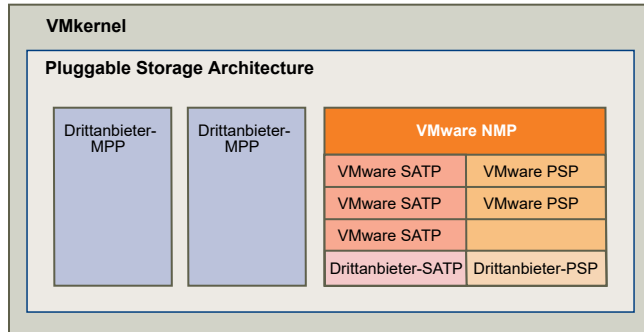 VMkernel
Pluggable Storage Architecture
Drittanbieter-
MPP
Drittanbieter-
MPP
VMware NMP
VMware SATP
VMware PSP
VMware SATP
VMware PSP
VMware SATP
Drittanbieter-SATP
Drittanbieter-PSP